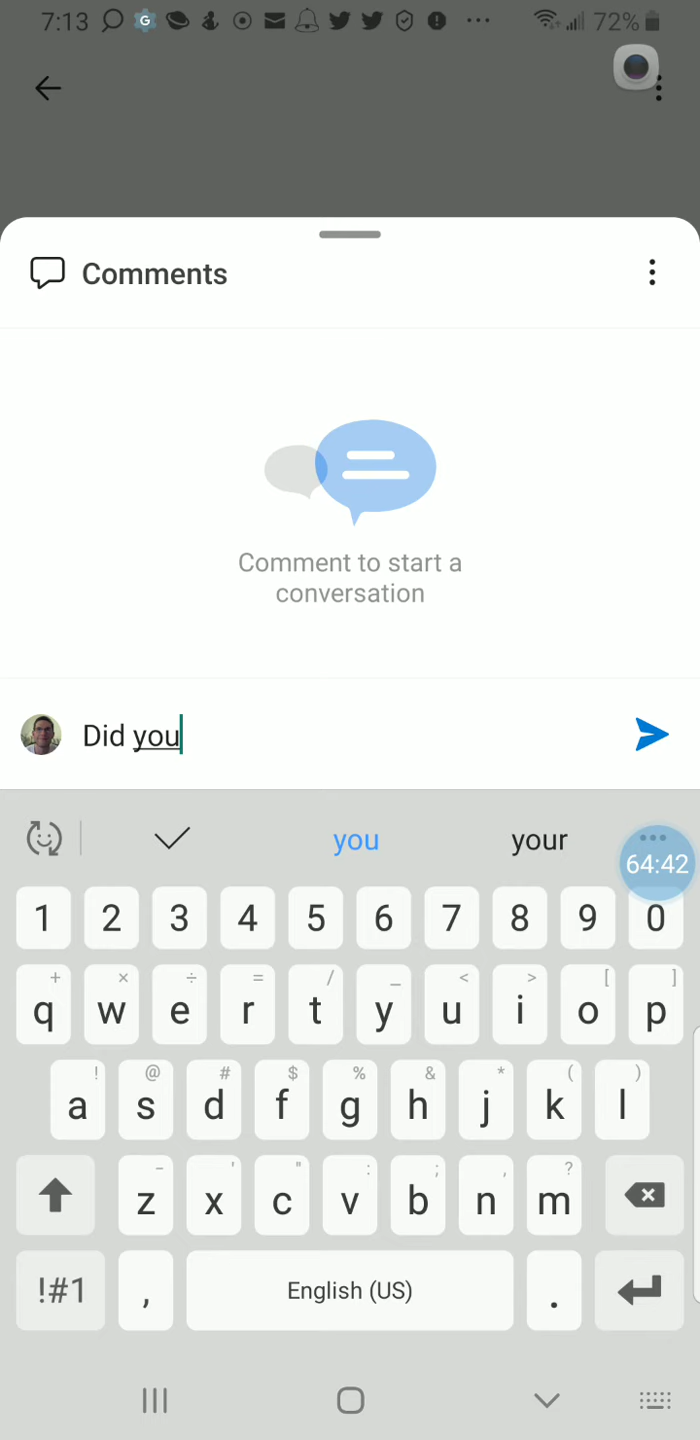 7:13 G 72%
Comments
Comment to start a
conversation
Did you
you your
64:42
1 2 3 4 5 6 7 8 9 0
+ × ÷ = / _ < > [ ]
q w e r t y u i o p
! @ # $ % & * ( )
a s d f g h j k l
- ' " : ; , ?
z x c v b n m
!#1 , English (US) .